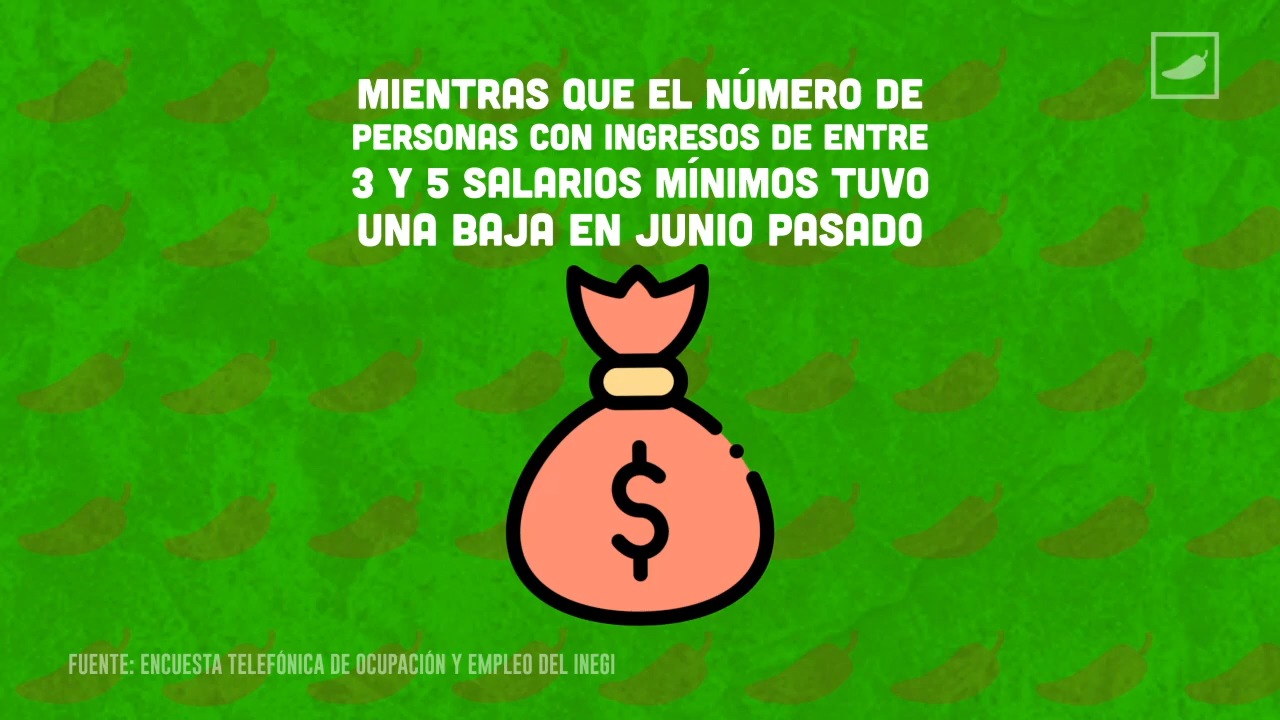 MIENTRAS QUE EL NÚMERO DE
PERSONAS CON INGRESOS DE ENTRE
3 Y 5 SALARIOS MÍNIMOS TUVO
UNA BAJA EN JUNIO PASADO
$
FUENTE: ENCUESTA TELEFÓNICA DE OCUPACIÓN Y EMPLEO DEL INEGI